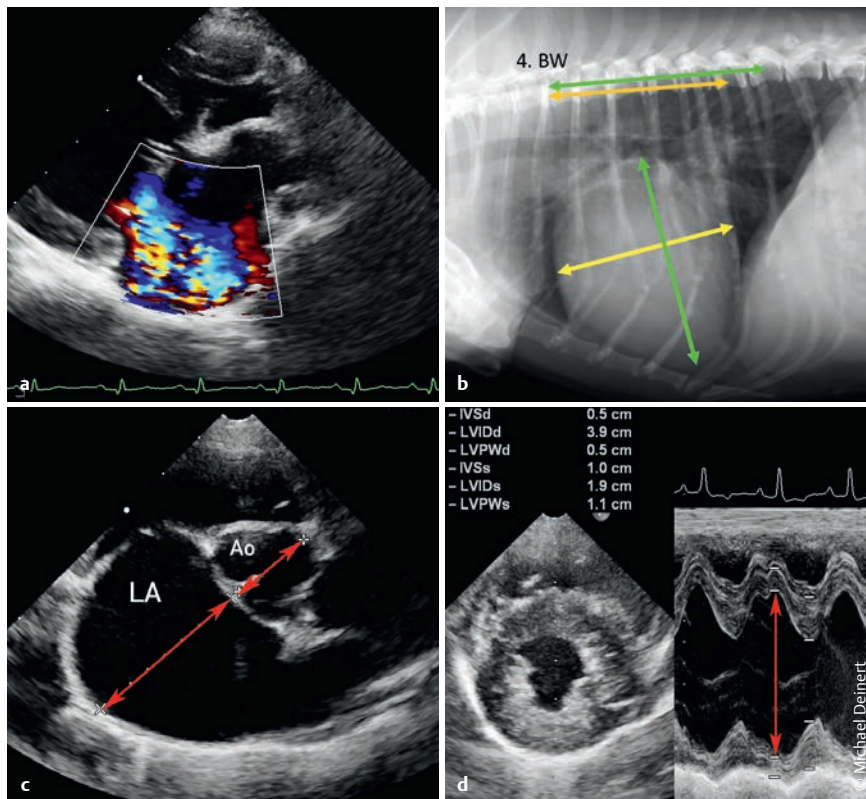 a
4. BW
b
LA
Ao
c
IVSd 0.5 cm
LVIDd 3.9 cm
LVPWd 0.5 cm
IVSs 1.0 cm
LVIDs 1.9 cm
LVPWs 1.1 cm
d
© Michael Deinert